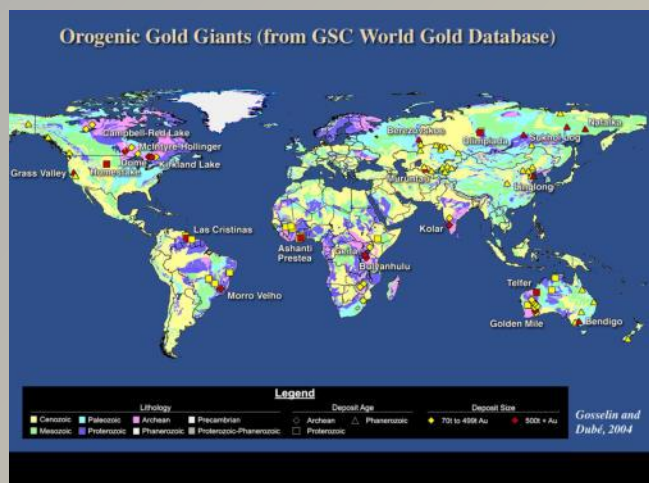 Orogenic Gold Giants (from GSC World Gold Database)
Campbell-Red Lake
McIntyre-Hollinger
Dome
Kirkland Lake
Homestake
Grass Valley
Berezovskoe
Olimpiada
Sukhoi Log
Natalka
Muruntau
Linglong
Las Cristinas
Ashanti
Prestea
Geita
Bulyanhulu
Kolar
Morro Velho
Telfer
Golden Mile
Bendigo
Legend
Lithology
Deposit Age
Deposit Size
Cenozoic
Paleozoic
Archean
Precambrian
Archean
Phanerozoic
70t to 499t Au
500t + Au
Mesozoic
Proterozoic
Phanerozoic
Proterozoic-Phanerozoic
Proterozoic
Gosselin and
Dubé, 2004